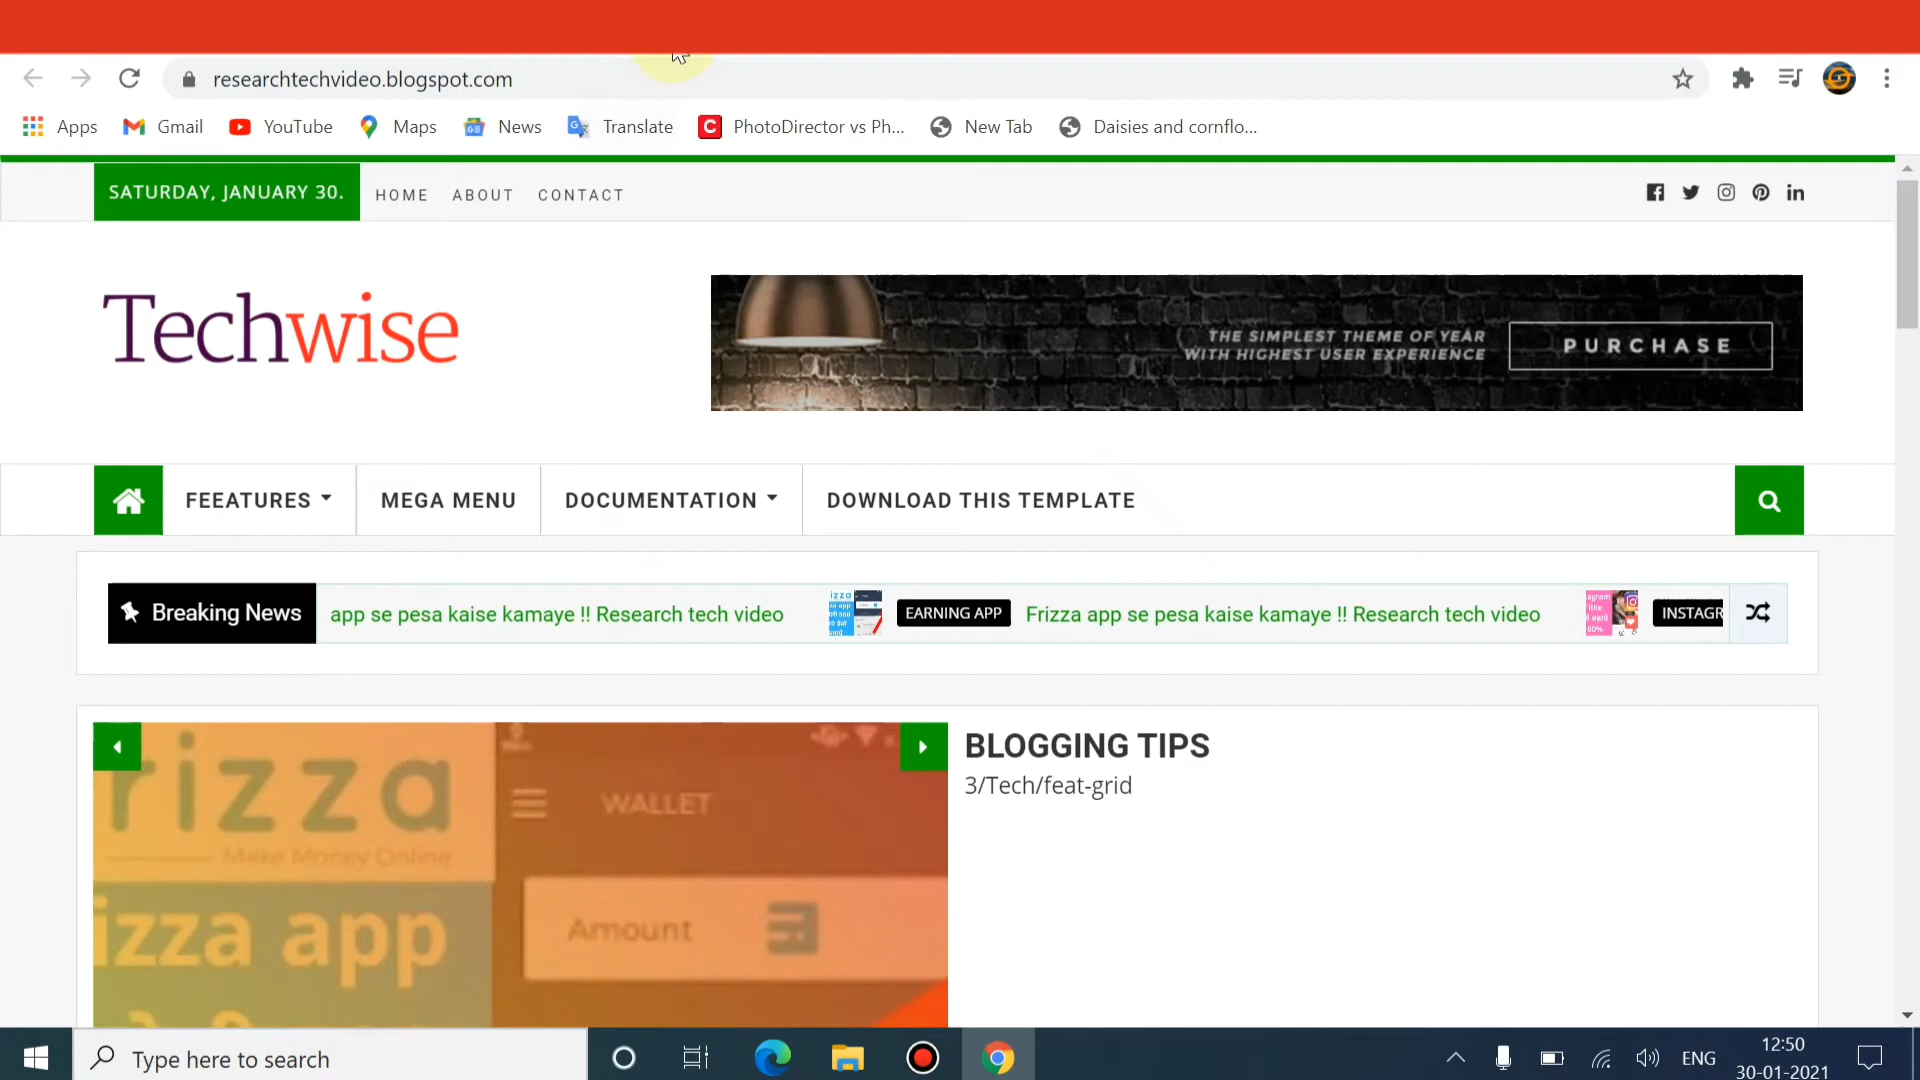 researchtechvideo.blogspot.com
Apps Gmail YouTube Maps News Translate PhotoDirector vs Ph... New Tab Daisies and cornflo...
SATURDAY, JANUARY 30. HOME ABOUT CONTACT
Techwise
THE SIMPLEST THEME OF YEAR
WITH HIGHEST USER EXPERIENCE
PURCHASE
FEEATURES MEGA MENU DOCUMENTATION DOWNLOAD THIS TEMPLATE
Breaking News app se pesa kaise kamaye !! Research tech video EARNING APP Frizza app se pesa kaise kamaye !! Research tech video INSTAGR
BLOGGING TIPS
3/Tech/feat-grid
rizza
Make Money Online
WALLET
izza app
Amount
Type here to search
ENG
12:50
30-01-2021